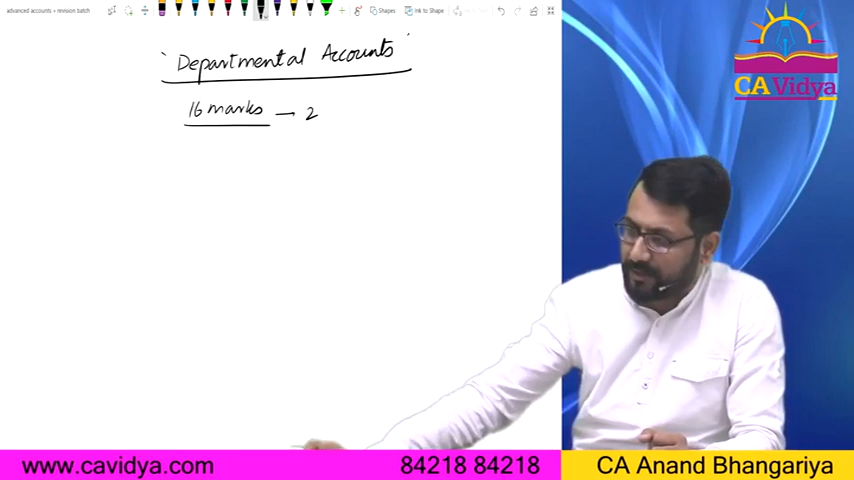 advanced accounts + revision batch
Shapes
Ink to Shape
'Departmental Accounts'
16 marks — 2
CA Vidya
www.cavidya.com
84218 84218
CA Anand Bhangariya